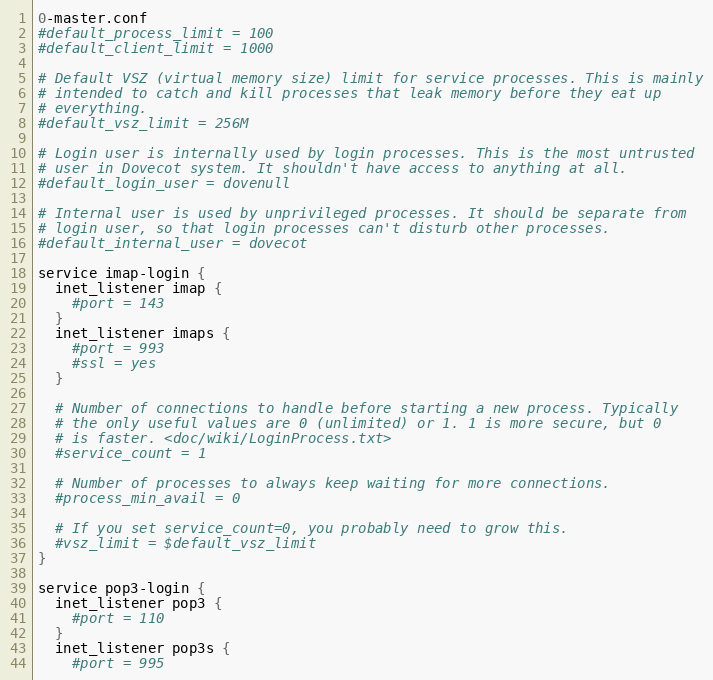 1 0-master.conf
2 #default_process_limit = 100
3 #default_client_limit = 1000
4
5 # Default VSZ (virtual memory size) limit for service processes. This is mainly
6 # intended to catch and kill processes that leak memory before they eat up
7 # everything.
8 #default_vsz_limit = 256M
9
10 # Login user is internally used by login processes. This is the most untrusted
11 # user in Dovecot system. It shouldn't have access to anything at all.
12 #default_login_user = dovenull
13
14 # Internal user is used by unprivileged processes. It should be separate from
15 # login user, so that login processes can't disturb other processes.
16 #default_internal_user = dovecot
17
18 service imap-login {
19   inet_listener imap {
20     #port = 143
21   }
22   inet_listener imaps {
23     #port = 993
24     #ssl = yes
25   }
26
27   # Number of connections to handle before starting a new process. Typically
28   # the only useful values are 0 (unlimited) or 1. 1 is more secure, but 0
29   # is faster. <doc/wiki/LoginProcess.txt>
30   #service_count = 1
31
32   # Number of processes to always keep waiting for more connections.
33   #process_min_avail = 0
34
35   # If you set service_count=0, you probably need to grow this.
36   #vsz_limit = $default_vsz_limit
37 }
38
39 service pop3-login {
40   inet_listener pop3 {
41     #port = 110
42   }
43   inet_listener pop3s {
44     #port = 995